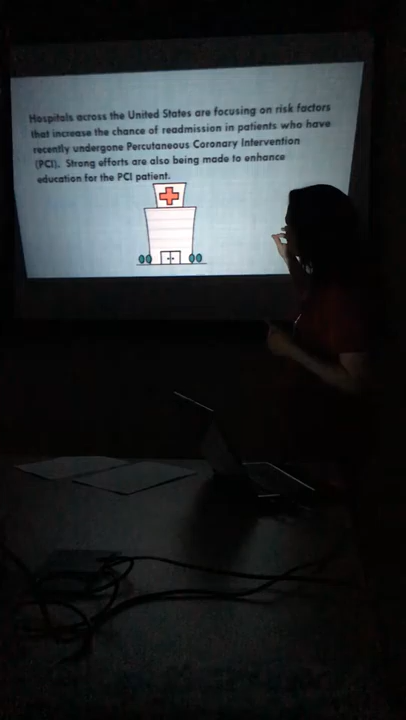 Hospitals across the United States are focusing on risk factors
that increase the chance of readmission in patients who have
recently undergone Percutaneous Coronary Intervention
(PCI). Strong efforts are also being made to enhance
education for the PCI patient.